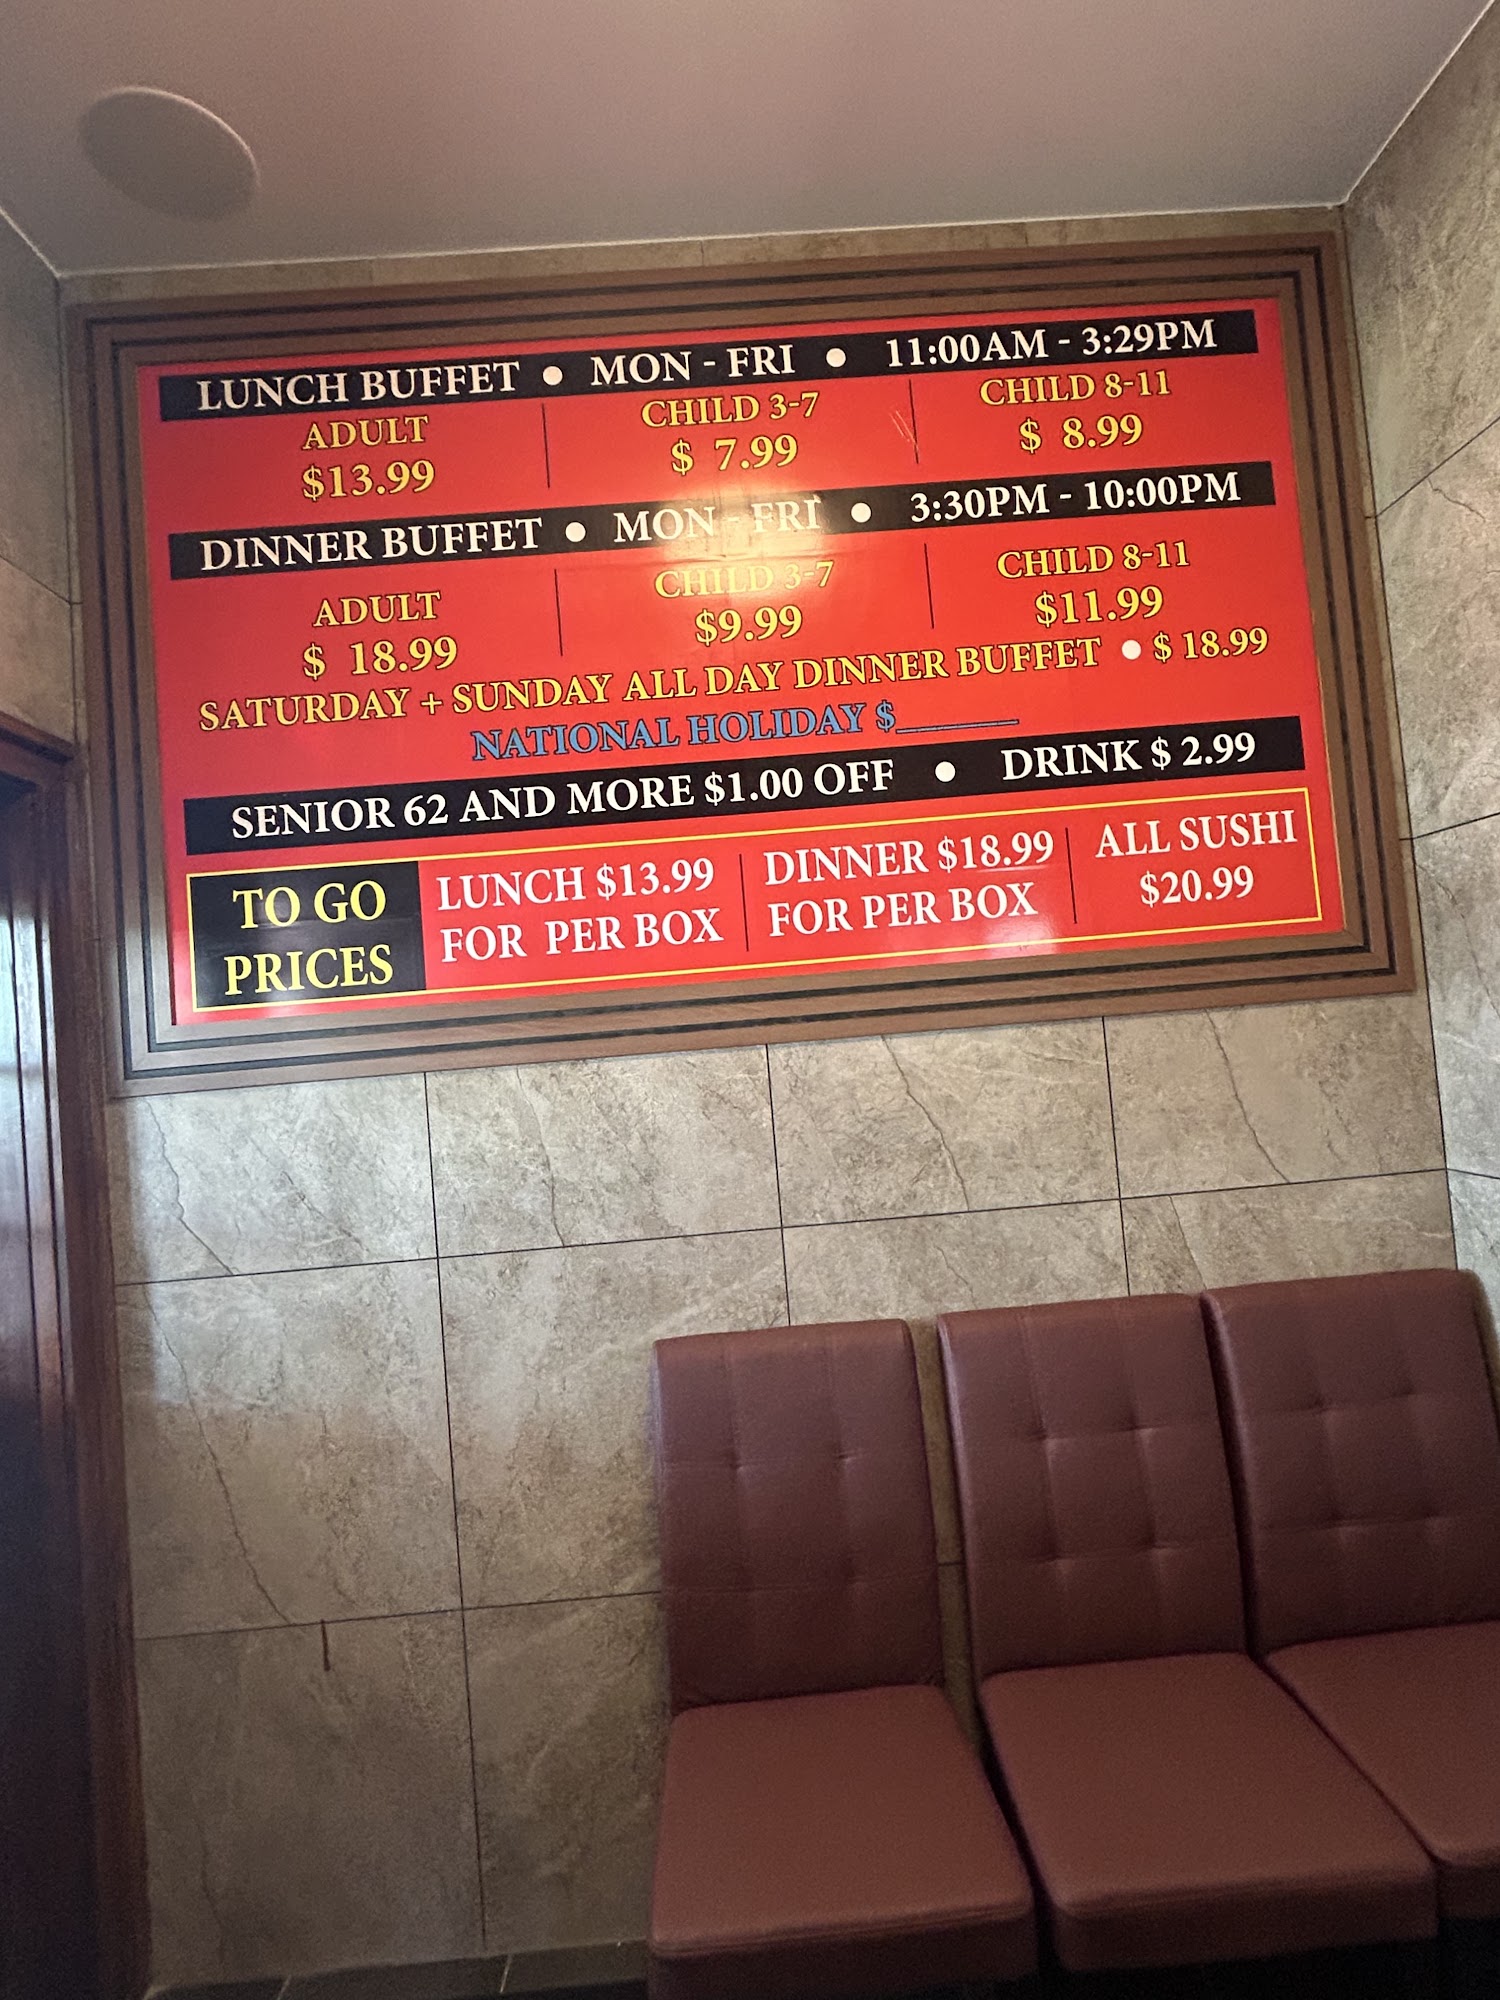 LUNCH BUFFET • MON - FRI • 11:00AM - 3:29PM
ADULT CHILD 3-7 CHILD 8-11
$13.99 $ 7.99 $ 8.99
DINNER BUFFET • MON - FRI • 3:30PM - 10:00PM
ADULT CHILD 3-7 CHILD 8-11
$ 18.99 $9.99 $11.99
SATURDAY + SUNDAY ALL DAY DINNER BUFFET • $ 18.99
NATIONAL HOLIDAY $______
SENIOR 62 AND MORE $1.00 OFF • DRINK $ 2.99
TO GO
PRICES
LUNCH $13.99
FOR PER BOX
DINNER $18.99
FOR PER BOX
ALL SUSHI
$20.99